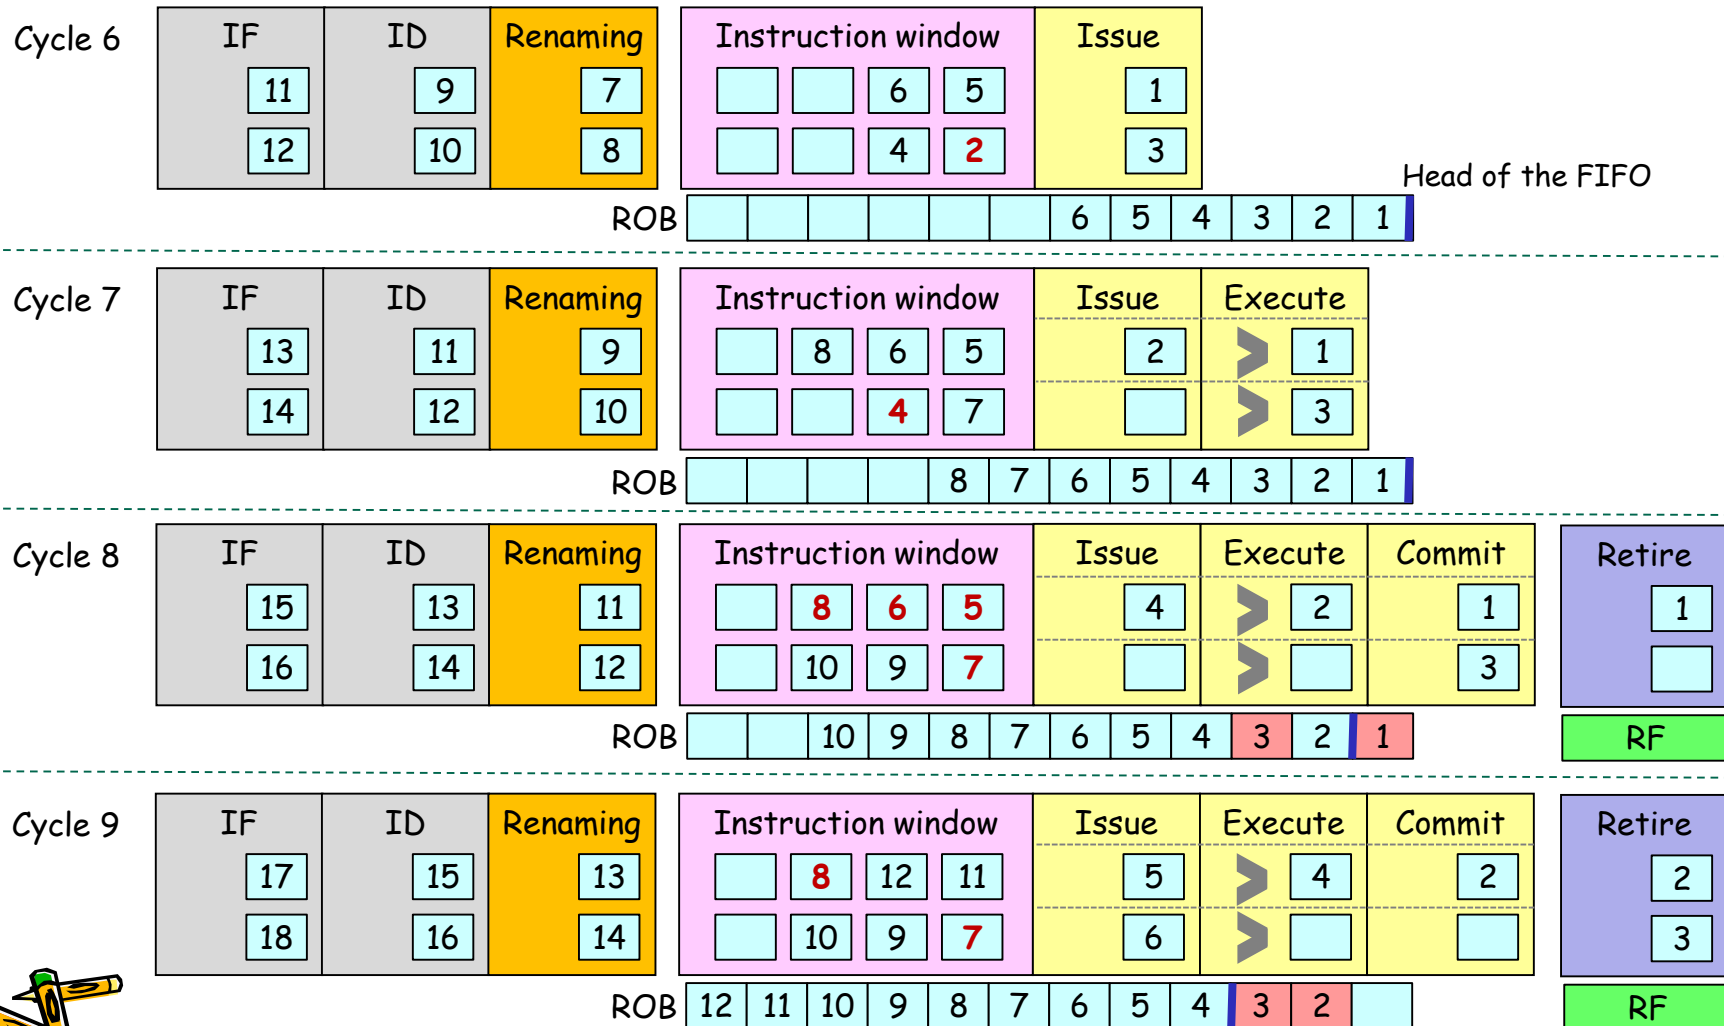 Cycle 6 IF ID Renaming Instruction window Issue
11 9 7 6 5 1
12 10 8 4 2 3
Head of the FIFO
ROB 6 5 4 3 2 1
Cycle 7 IF ID Renaming Instruction window Issue Execute
13 11 9 8 6 5 2 1
14 12 10 4 7 3
ROB 8 7 6 5 4 3 2 1
Cycle 8 IF ID Renaming Instruction window Issue Execute Commit Retire
15 13 11 8 6 5 4 2 1 1
16 14 12 10 9 7 3
ROB 10 9 8 7 6 5 4 3 2 1 RF
Cycle 9 IF ID Renaming Instruction window Issue Execute Commit Retire
17 15 13 8 12 11 5 4 2 2
18 16 14 10 9 7 6 3
ROB 12 11 10 9 8 7 6 5 4 3 2 RF